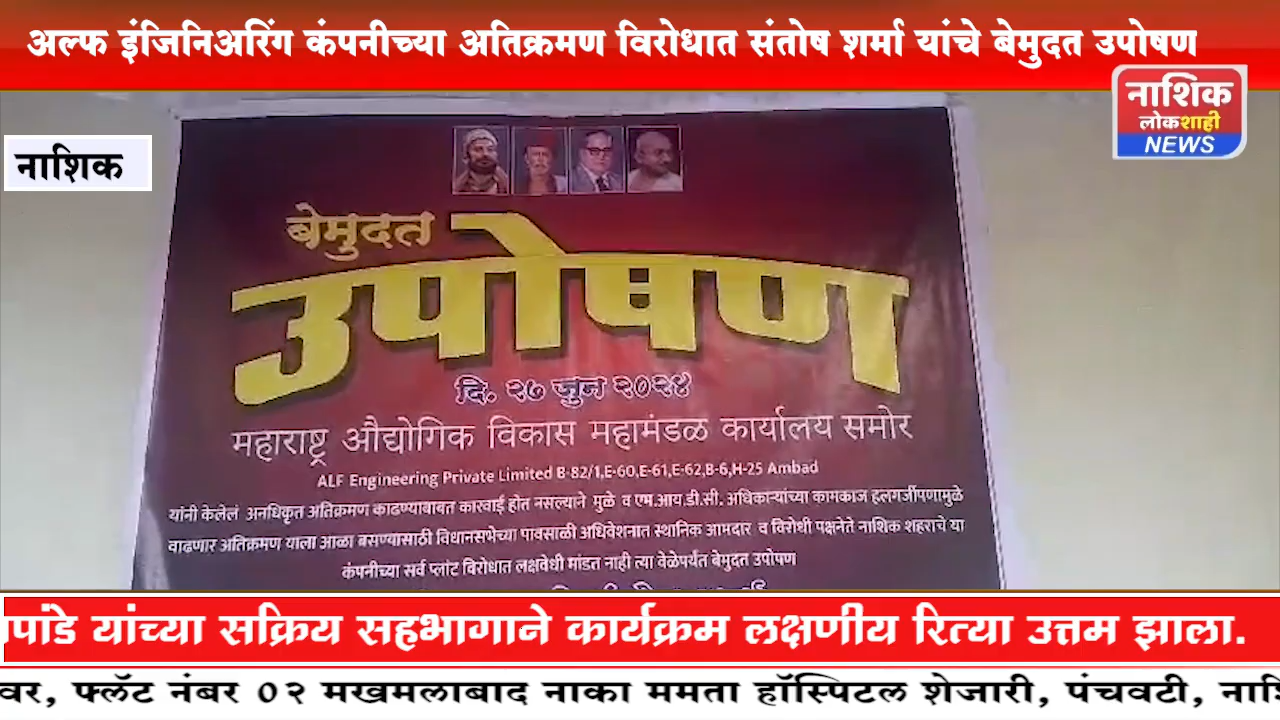 अल्फ इंजिनिअरिंग कंपनीच्या अतिक्रमण विरोधात संतोष शर्मा यांचे बेमुदत उपोषण
नाशिक
लोकशाही
NEWS
नाशिक
बेमुदत
उपोषण
दि. २७ जुन २०२४
महाराष्ट्र औद्योगिक विकास महामंडळ कार्यालय समोर
ALF Engineering Private Limited B-82/1,E-60,E-61,E-62,B-6,H-25 Ambad
यांनी केलेलं अनधिकृत अतिक्रमण काढण्याबाबत कारवाई होत नसल्याने मुळे व एम.आय.डी.सी. अधिकाऱ्यांच्या कामकाज हलगर्जीपणामुळे
वाढणार अतिक्रमण याला आळा बसण्यासाठी विधानसभेच्या पावसाळी अधिवेशनात स्थानिक आमदार व विरोधी पक्षनेते नाशिक शहराचे या
कंपनीच्या सर्व प्लांट विरोधात लक्षवेधी मांडत नाही त्या वेळेपर्यंत बेमुदत उपोषण
पांडे यांच्या सक्रिय सहभागाने कार्यक्रम लक्षणीय रित्या उत्तम झाला.
वर, फ्लॅट नंबर ०२ मखमलाबाद नाका ममता हॉस्पिटल शेजारी, पंचवटी,